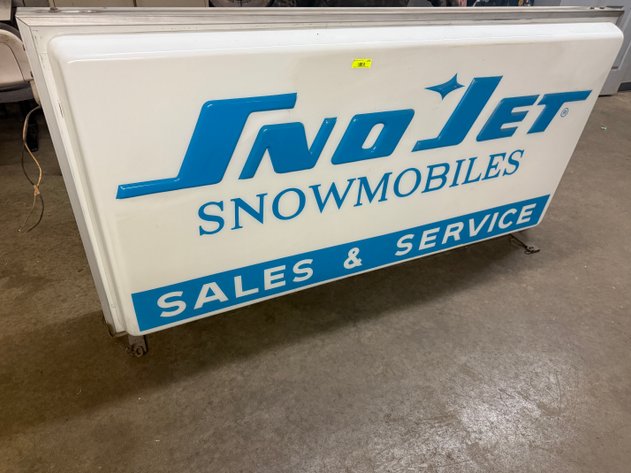 SNO JET®
SNOWMOBILES
SALES & SERVICE